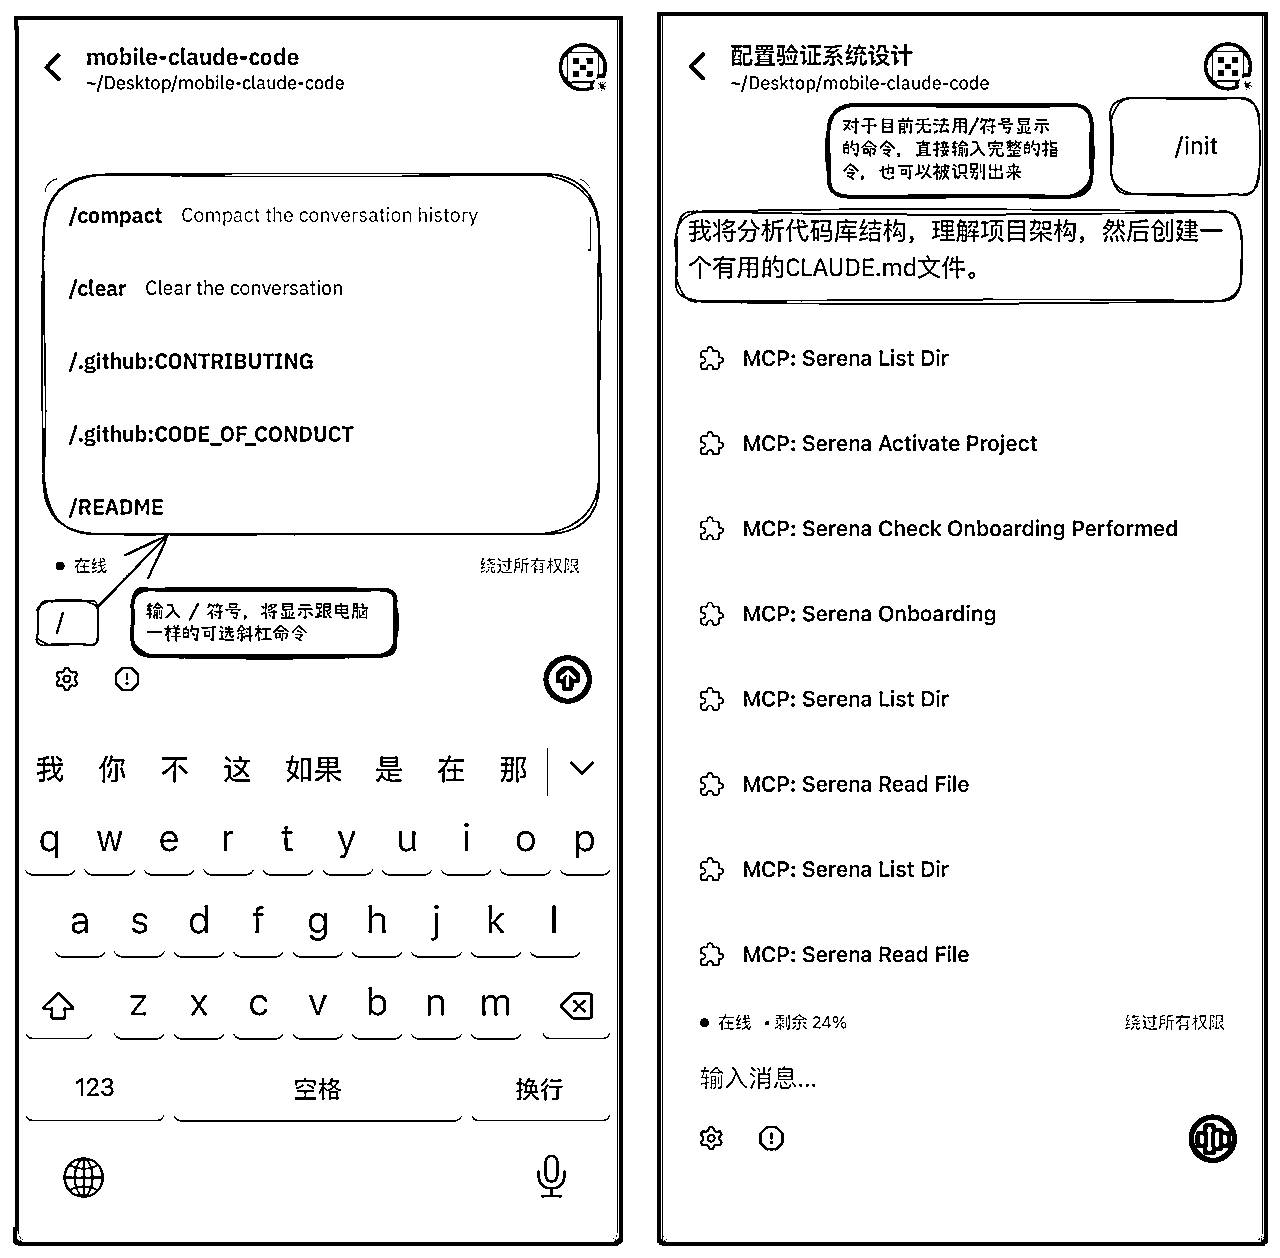 mobile-claude-code
~/Desktop/mobile-claude-code
/compact Compact the conversation history
/clear Clear the conversation
/.github:CONTRIBUTING
/.github:CODE_OF_CONDUCT
/README
在线
绕过所有权限
/
输入 / 符号，将显示跟电脑
一样的可选斜杠命令
我 你 不 这 如果 是 在 那
q w e r t y u i o p
a s d f g h j k l
z x c v b n m
123 空格 换行
配置验证系统设计
~/Desktop/mobile-claude-code
对于目前无法用/符号显示
的命令，直接输入完整的指
令，也可以被识别出来
/init
我将分析代码库结构，理解项目架构，然后创建一
个有用的CLAUDE.md文件。
MCP: Serena List Dir
MCP: Serena Activate Project
MCP: Serena Check Onboarding Performed
MCP: Serena Onboarding
MCP: Serena List Dir
MCP: Serena Read File
MCP: Serena List Dir
MCP: Serena Read File
在线 · 剩余 24%
绕过所有权限
输入消息...